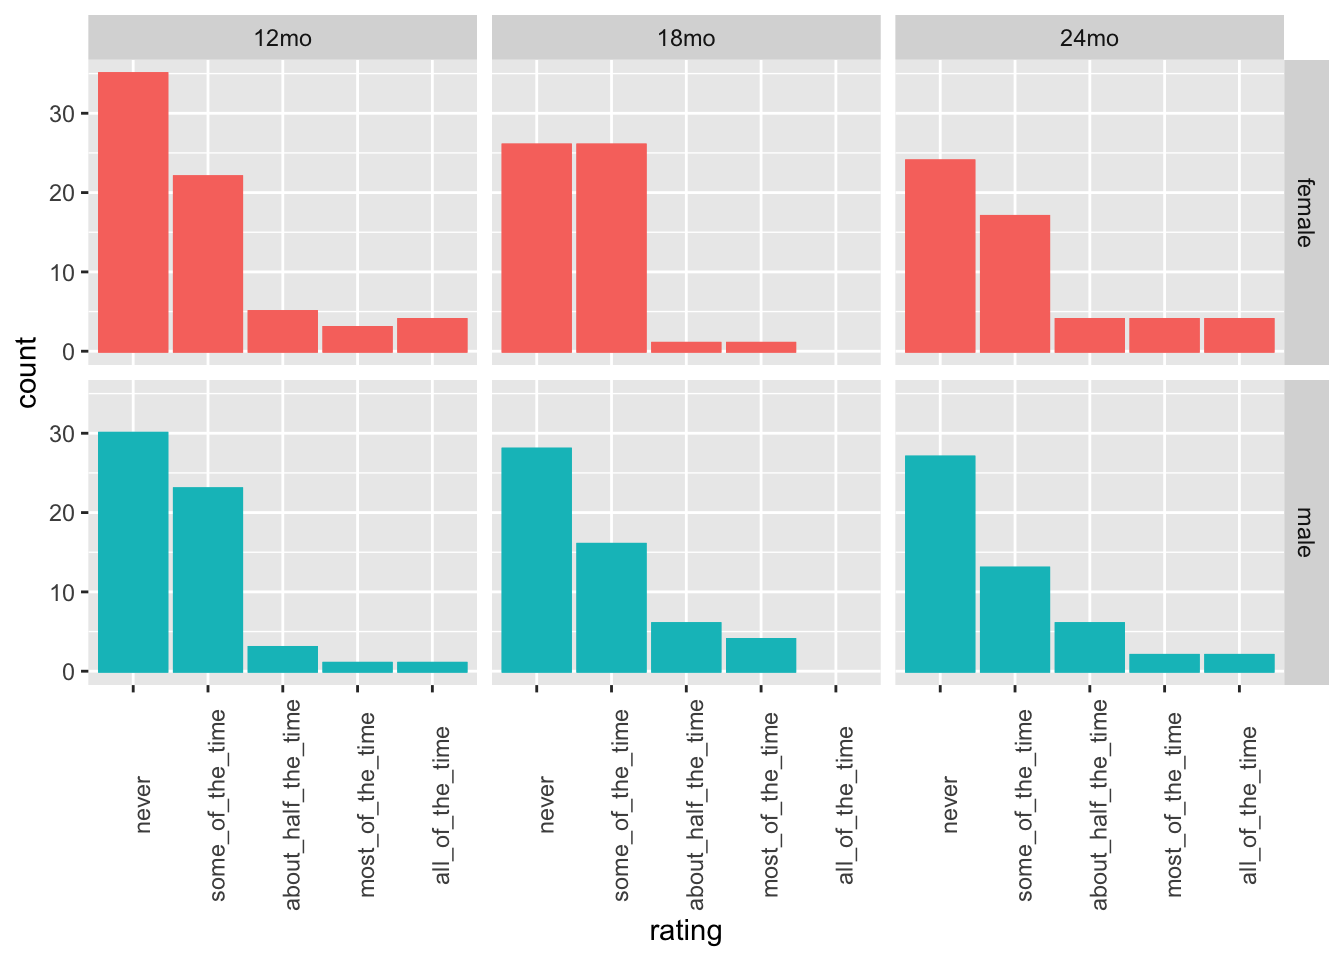 12mo
18mo
24mo
30
20
10
0
female
count
30
20
10
0
male
never
some_of_the_time
about_half_the_time
most_of_the_time
all_of_the_time
never
some_of_the_time
about_half_the_time
most_of_the_time
all_of_the_time
never
some_of_the_time
about_half_the_time
most_of_the_time
all_of_the_time
rating